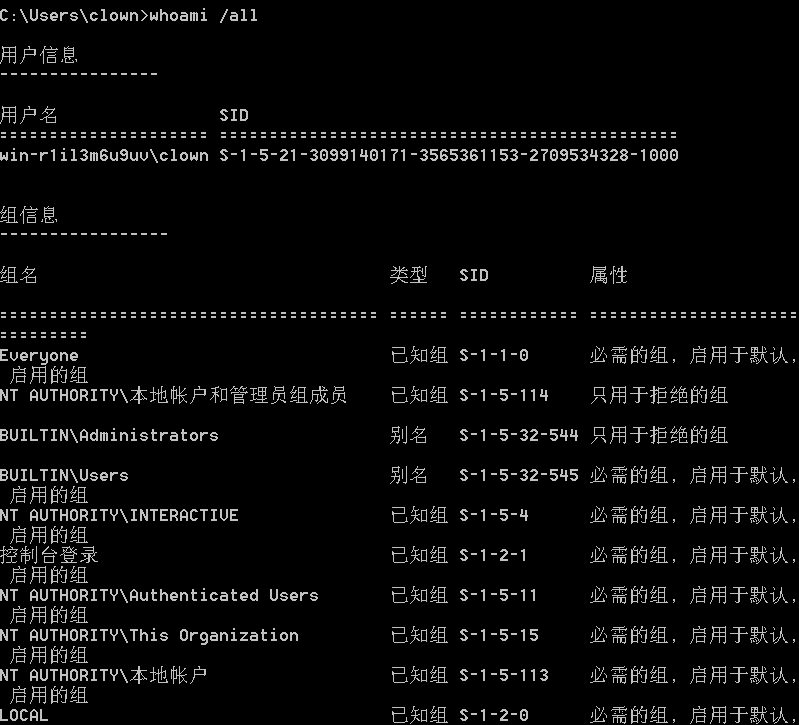 C:\Users\clown>whoami /all
用户信息
----------------
用户名 SID
===================== ==============================================
win-r1il3m6u9uv\clown S-1-5-21-3099140171-3565361153-2709534328-1000
组信息
-----------------
组名 类型 SID 属性
====================================== ====== ============ =====================
=========
Everyone 已知组 S-1-1-0 必需的组, 启用于默认,
启用的组
NT AUTHORITY\本地帐户和管理员组成员 已知组 S-1-5-114 只用于拒绝的组
BUILTIN\Administrators 别名 S-1-5-32-544 只用于拒绝的组
BUILTIN\Users 别名 S-1-5-32-545 必需的组, 启用于默认,
启用的组
NT AUTHORITY\INTERACTIVE 已知组 S-1-5-4 必需的组, 启用于默认,
启用的组
控制台登录 已知组 S-1-2-1 必需的组, 启用于默认,
启用的组
NT AUTHORITY\Authenticated Users 已知组 S-1-5-11 必需的组, 启用于默认,
启用的组
NT AUTHORITY\This Organization 已知组 S-1-5-15 必需的组, 启用于默认,
启用的组
NT AUTHORITY\本地帐户 已知组 S-1-5-113 必需的组, 启用于默认,
启用的组
LOCAL 已知组 S-1-2-0 必需的组, 启用于默认,